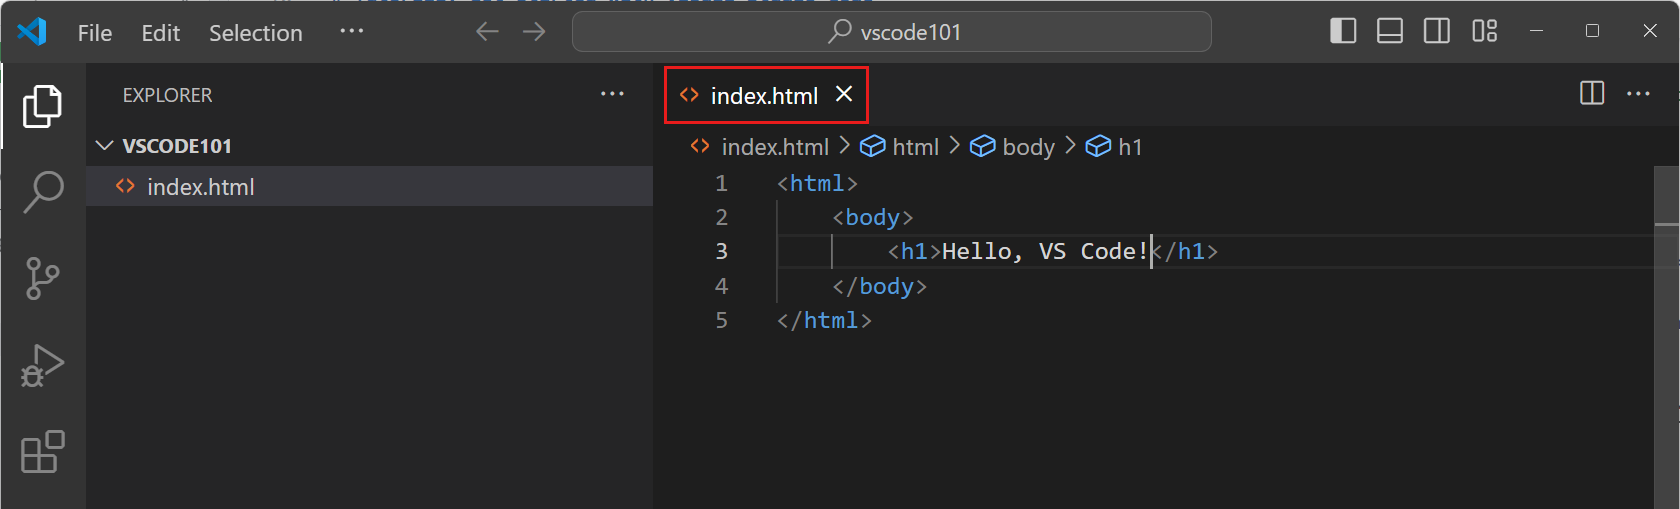 File Edit Selection ··· vscode101
EXPLORER ···
VSCODE101
index.html
index.html
index.html > html > body > h1
1 <html>
2 <body>
3 <h1>Hello, VS Code!</h1>
4 </body>
5 </html>